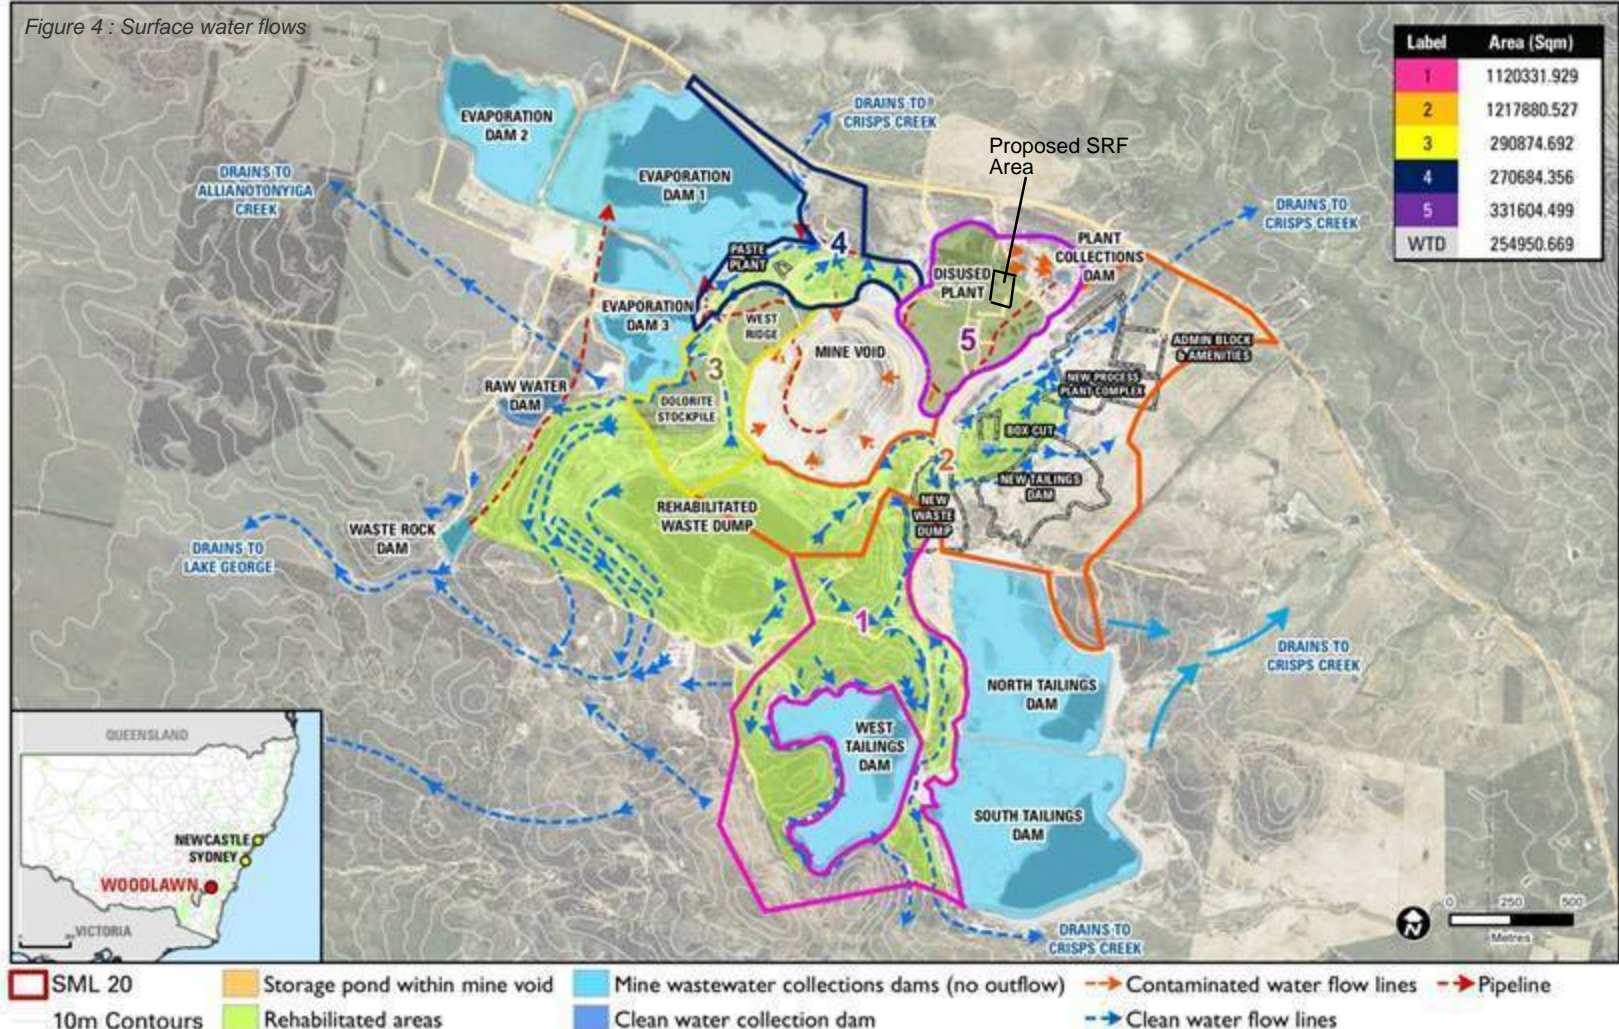 Figure 4 : Surface water flows
Label Area (Sqm)
1 1120331.929
2 1217880.527
3 290874.692
4 270684.356
5 331604.499
WTD 254950.669
EVAPORATION
DAM 2
DRAINS TO
CRISPS CREEK
Proposed SRF
Area
EVAPORATION
DAM 1
DRAINS TO
ALLIANOTONYIGA
CREEK
DRAINS TO
CRISPS CREEK
PASTE
PLANT
4
PLANT
COLLECTIONS
DAM
DISUSED
PLANT
EVAPORATION
DAM 3
WEST
RIDGE
MINE VOID
5
ADMIN BLOCK
& AMENITIES
3
NEW PROCESS
PLANT COMPLEX
RAW WATER
DAM
DOLORITE
STOCKPILE
BOX CUT
2
NEW TAILINGS
DAM
REHABILITATED
WASTE DUMP
NEW
WASTE
DUMP
WASTE ROCK
DAM
DRAINS TO
LAKE GEORGE
1
DRAINS TO
CRISPS CREEK
NORTH TAILINGS
DAM
WEST
TAILINGS
DAM
SOUTH TAILINGS
DAM
DRAINS TO
CRISPS CREEK
QUEENSLAND
NEWCASTLE
SYDNEY
WOODLAWN
VICTORIA
N
0 250 500
Metres
SML 20
Storage pond within mine void
Mine wastewater collections dams (no outflow)
Contaminated water flow lines
Pipeline
10m Contours
Rehabilitated areas
Clean water collection dam
Clean water flow lines